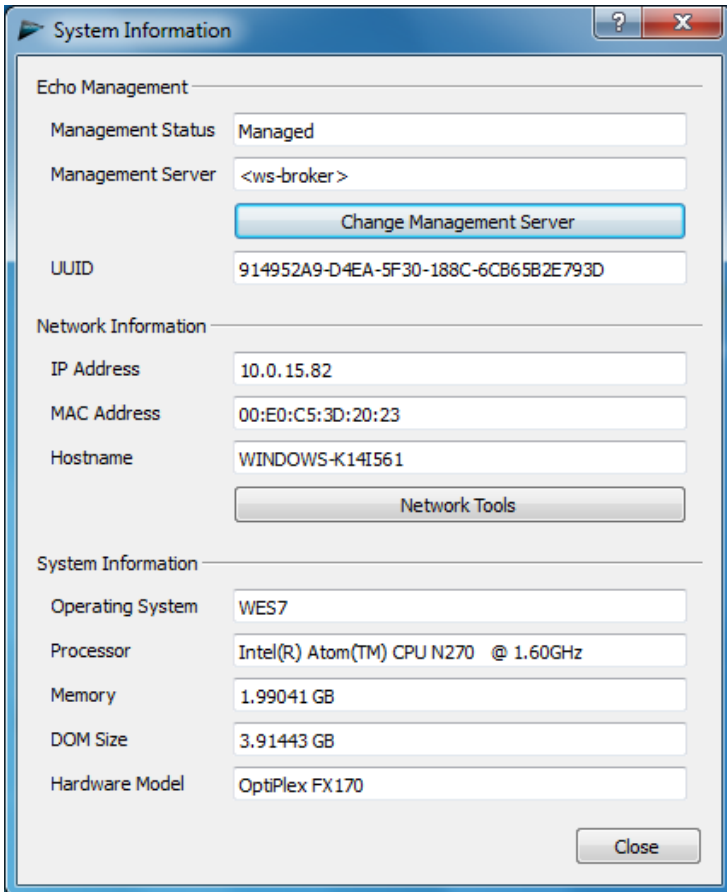 System Information
Echo Management
Management Status Managed
Management Server <ws-broker>
Change Management Server
UUID 914952A9-D4EA-5F30-188C-6CB65B2E793D
Network Information
IP Address 10.0.15.82
MAC Address 00:E0:C5:3D:20:23
Hostname WINDOWS-K14I561
Network Tools
System Information
Operating System WES7
Processor Intel(R) Atom(TM) CPU N270 @ 1.60GHz
Memory 1.99041 GB
DOM Size 3.91443 GB
Hardware Model OptiPlex FX170
Close